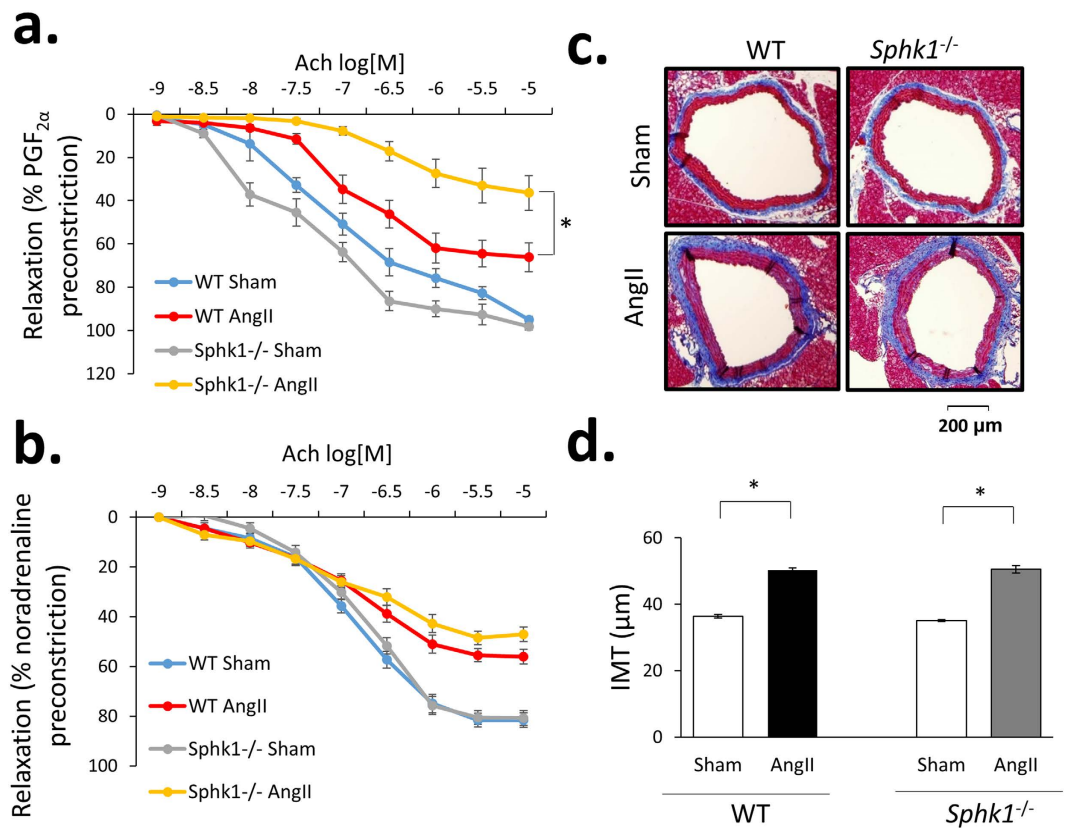 a.
Ach log[M]
-9 -8.5 -8 -7.5 -7 -6.5 -6 -5.5 -5
0
20
40
60
80
100
120
Relaxation (% PGF2α
preconstriction)
WT Sham
WT AngII
Sphk1-/- Sham
Sphk1-/- AngII
*
b.
Ach log[M]
-9 -8.5 -8 -7.5 -7 -6.5 -6 -5.5 -5
0
20
40
60
80
100
Relaxation (% noradrenaline
preconstriction)
WT Sham
WT AngII
Sphk1-/- Sham
Sphk1-/- AngII
c.
WT Sphk1-/-
Sham
AngII
200 µm
d.
* *
60
40
20
0
IMT (µm)
Sham AngII Sham AngII
WT Sphk1-/-